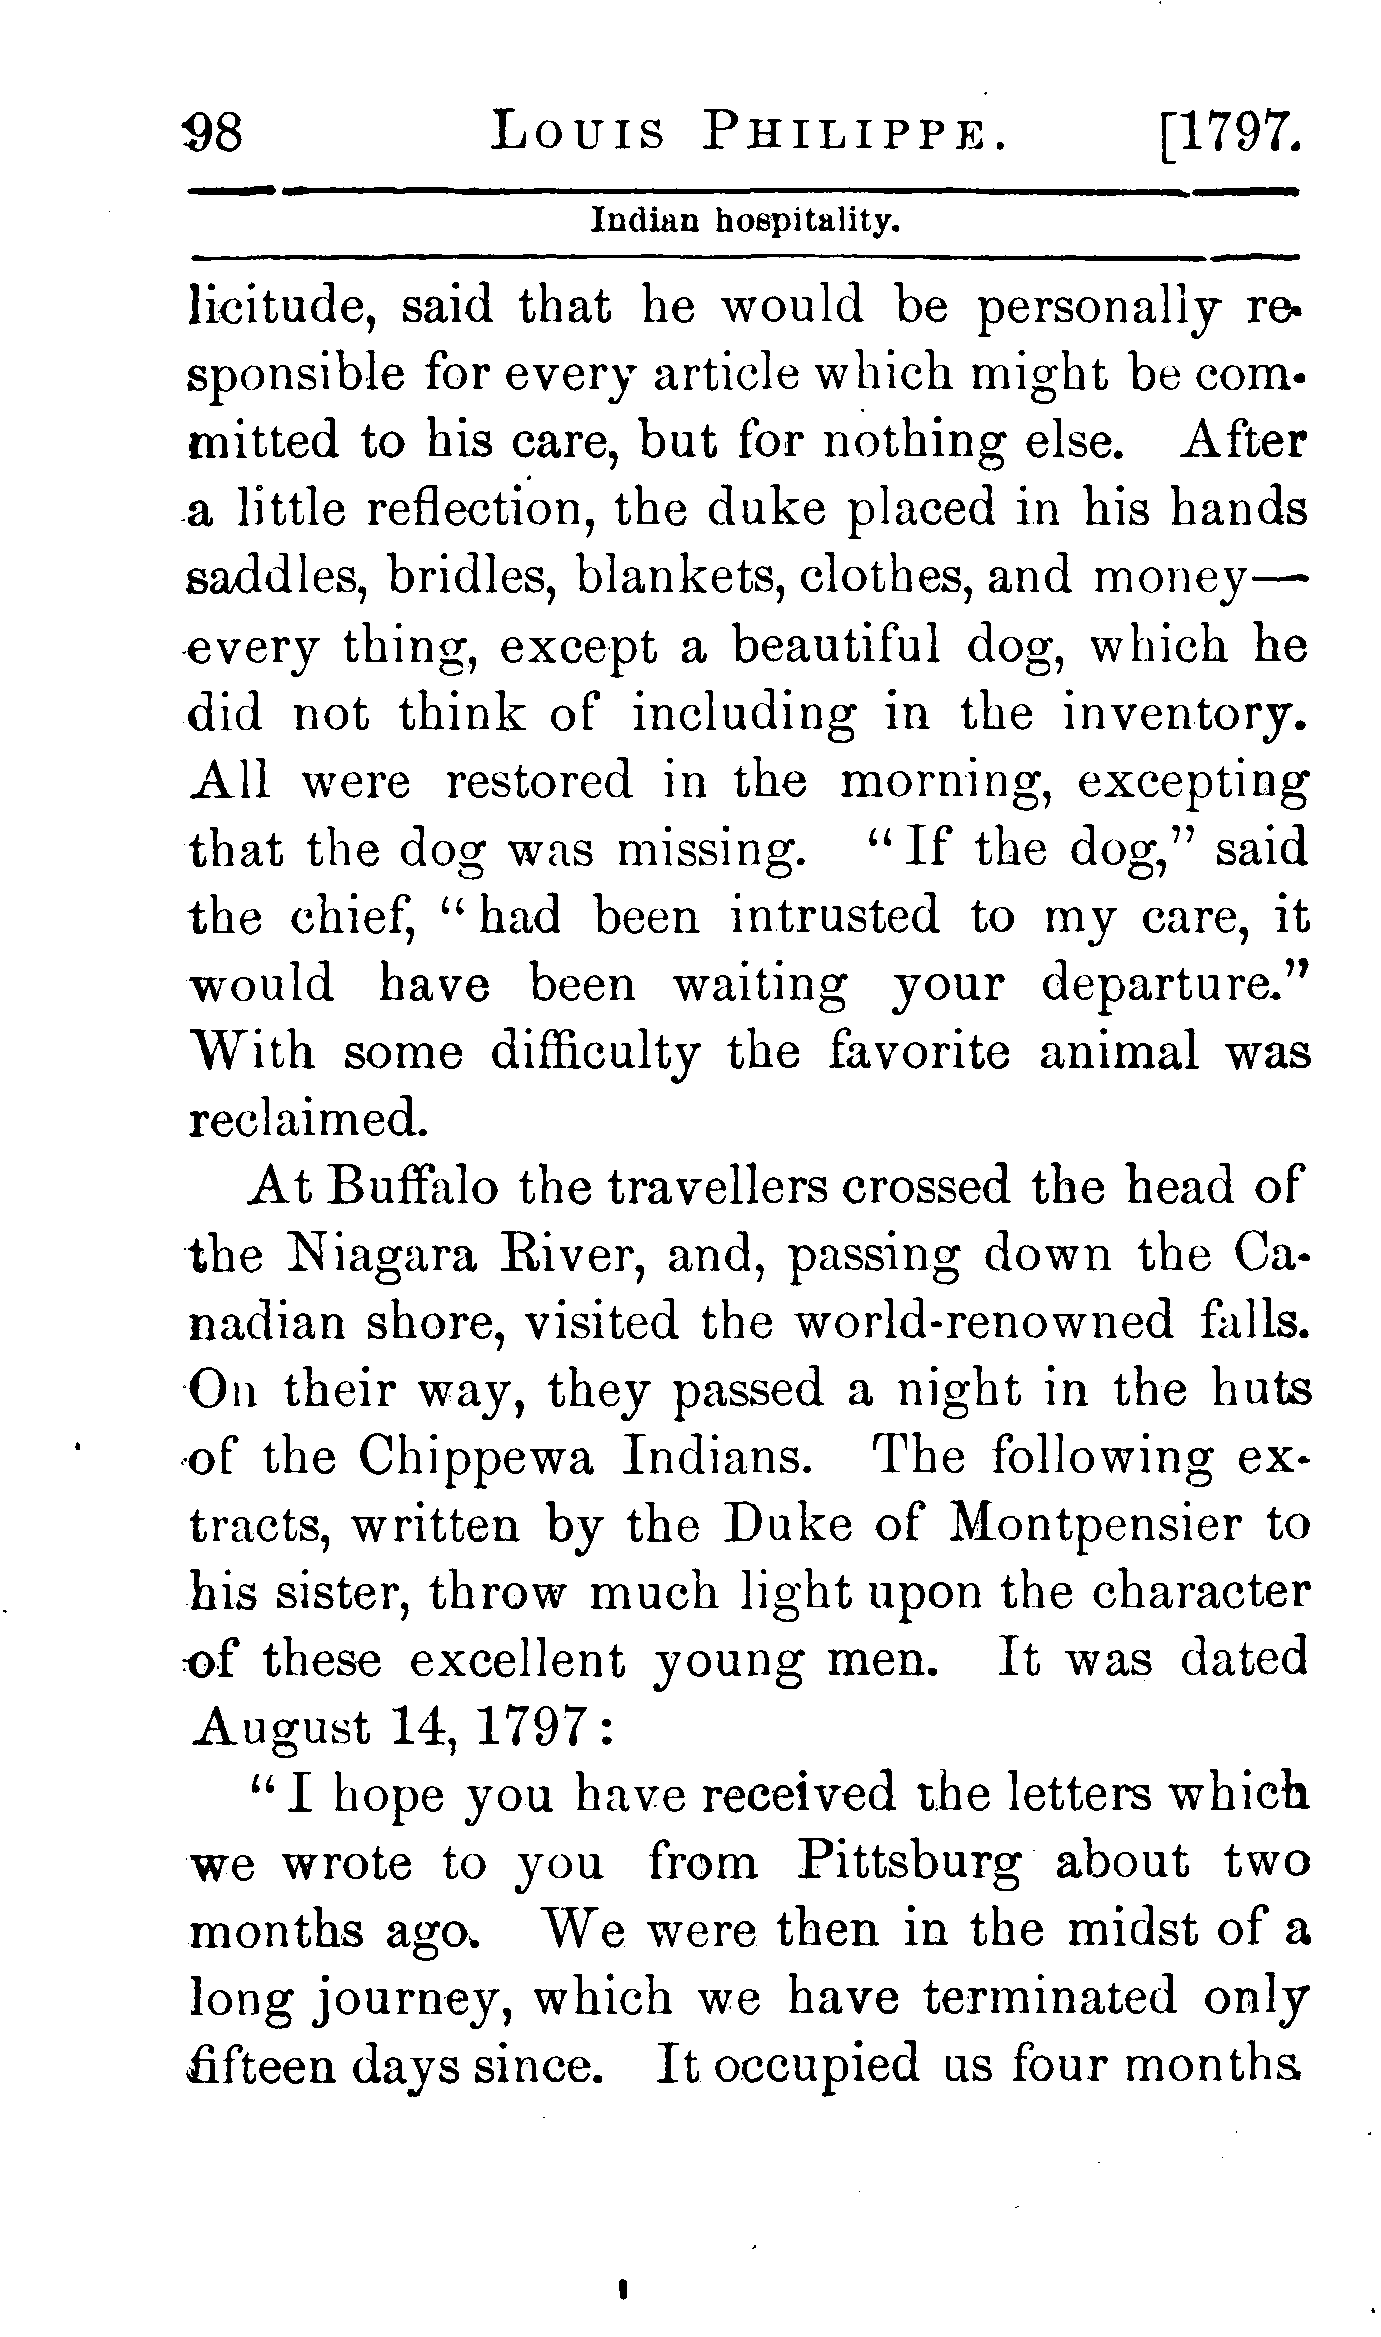 98 LOUIS PHILIPPE. [1797.
Indian hospitality.
licitude, said that he would be personally re-
sponsible for every article which might be com-
mitted to his care, but for nothing else. After
a little reflection, the duke placed in his hands
saddles, bridles, blankets, clothes, and money—
every thing, except a beautiful dog, which he
did not think of including in the inventory.
All were restored in the morning, excepting
that the dog was missing. “If the dog,” said
the chief, “had been intrusted to my care, it
would have been waiting your departure.”
With some difficulty the favorite animal was
reclaimed.
At Buffalo the travellers crossed the head of
the Niagara River, and, passing down the Ca-
nadian shore, visited the world-renowned falls.
On their way, they passed a night in the huts
of the Chippewa Indians. The following ex-
tracts, written by the Duke of Montpensier to
his sister, throw much light upon the character
of these excellent young men. It was dated
August 14, 1797:
“I hope you have received the letters which
we wrote to you from Pittsburg about two
months ago. We were then in the midst of a
long journey, which we have terminated only
fifteen days since. It occupied us four months